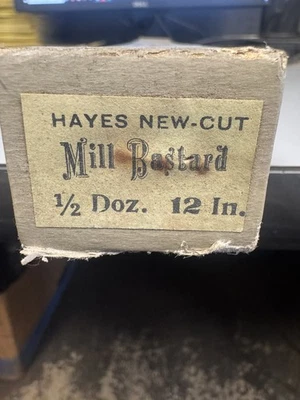 HAYES NEW-CUT
Mill Bastard
½ Doz. 12 In.